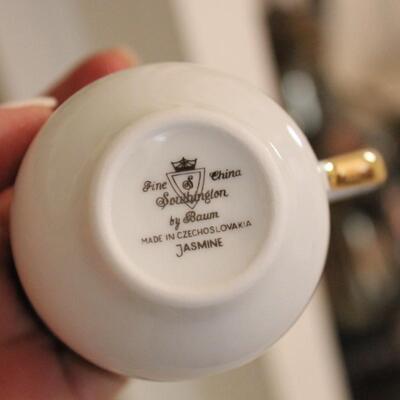 Fine S China
Southington
by Baum
MADE IN CZECHOSLOVAKIA
JASMINE